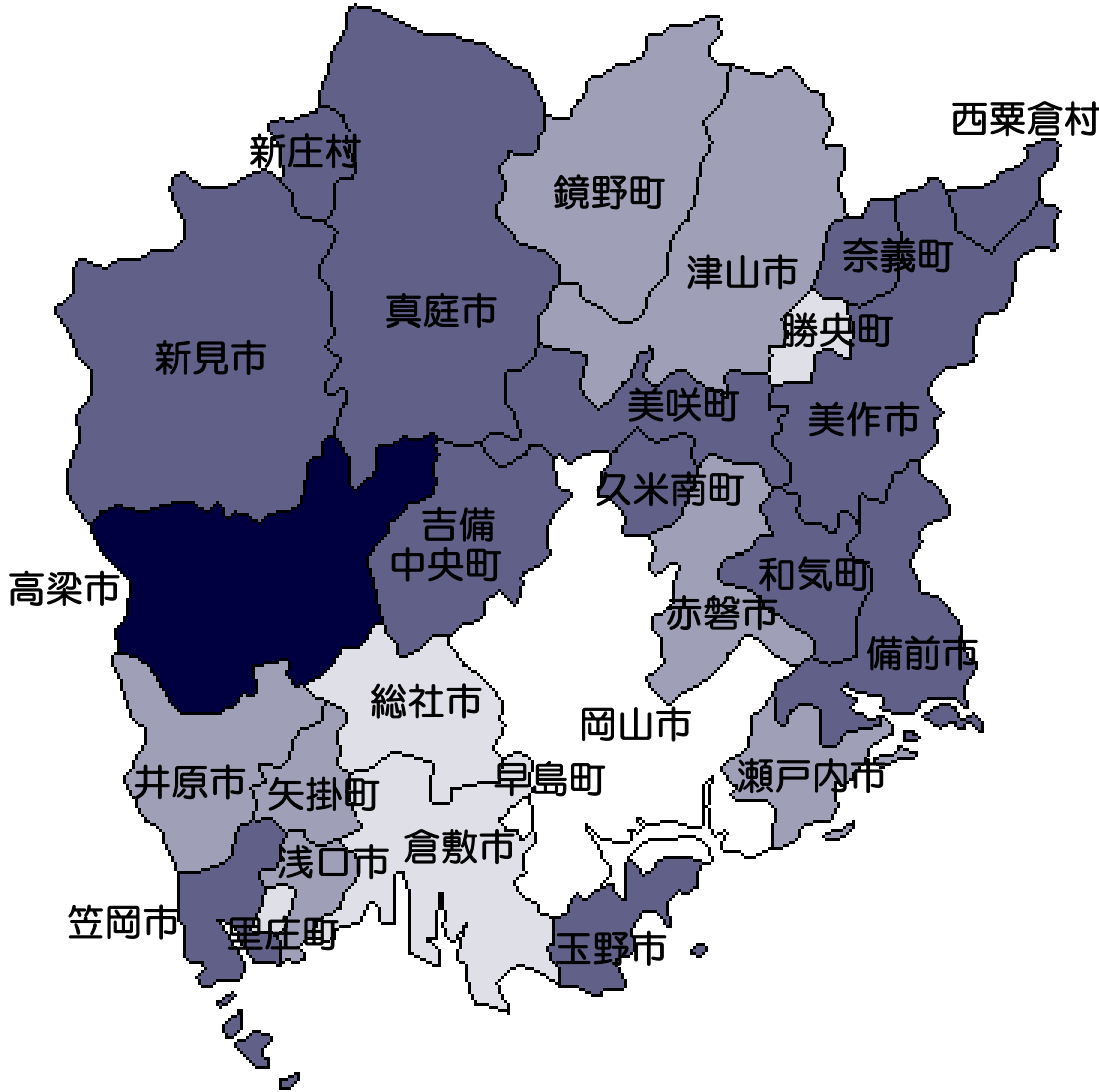 西粟倉村
新庄村
鏡野町
奈義町
津山市
真庭市
勝央町
新見市
美咲町
美作市
久米南町
吉備
中央町
和気町
高梁市
赤磐市
備前市
総社市
岡山市
瀬戸内市
早島町
井原市
矢掛町
倉敷市
浅口市
笠岡市
里庄町
玉野市